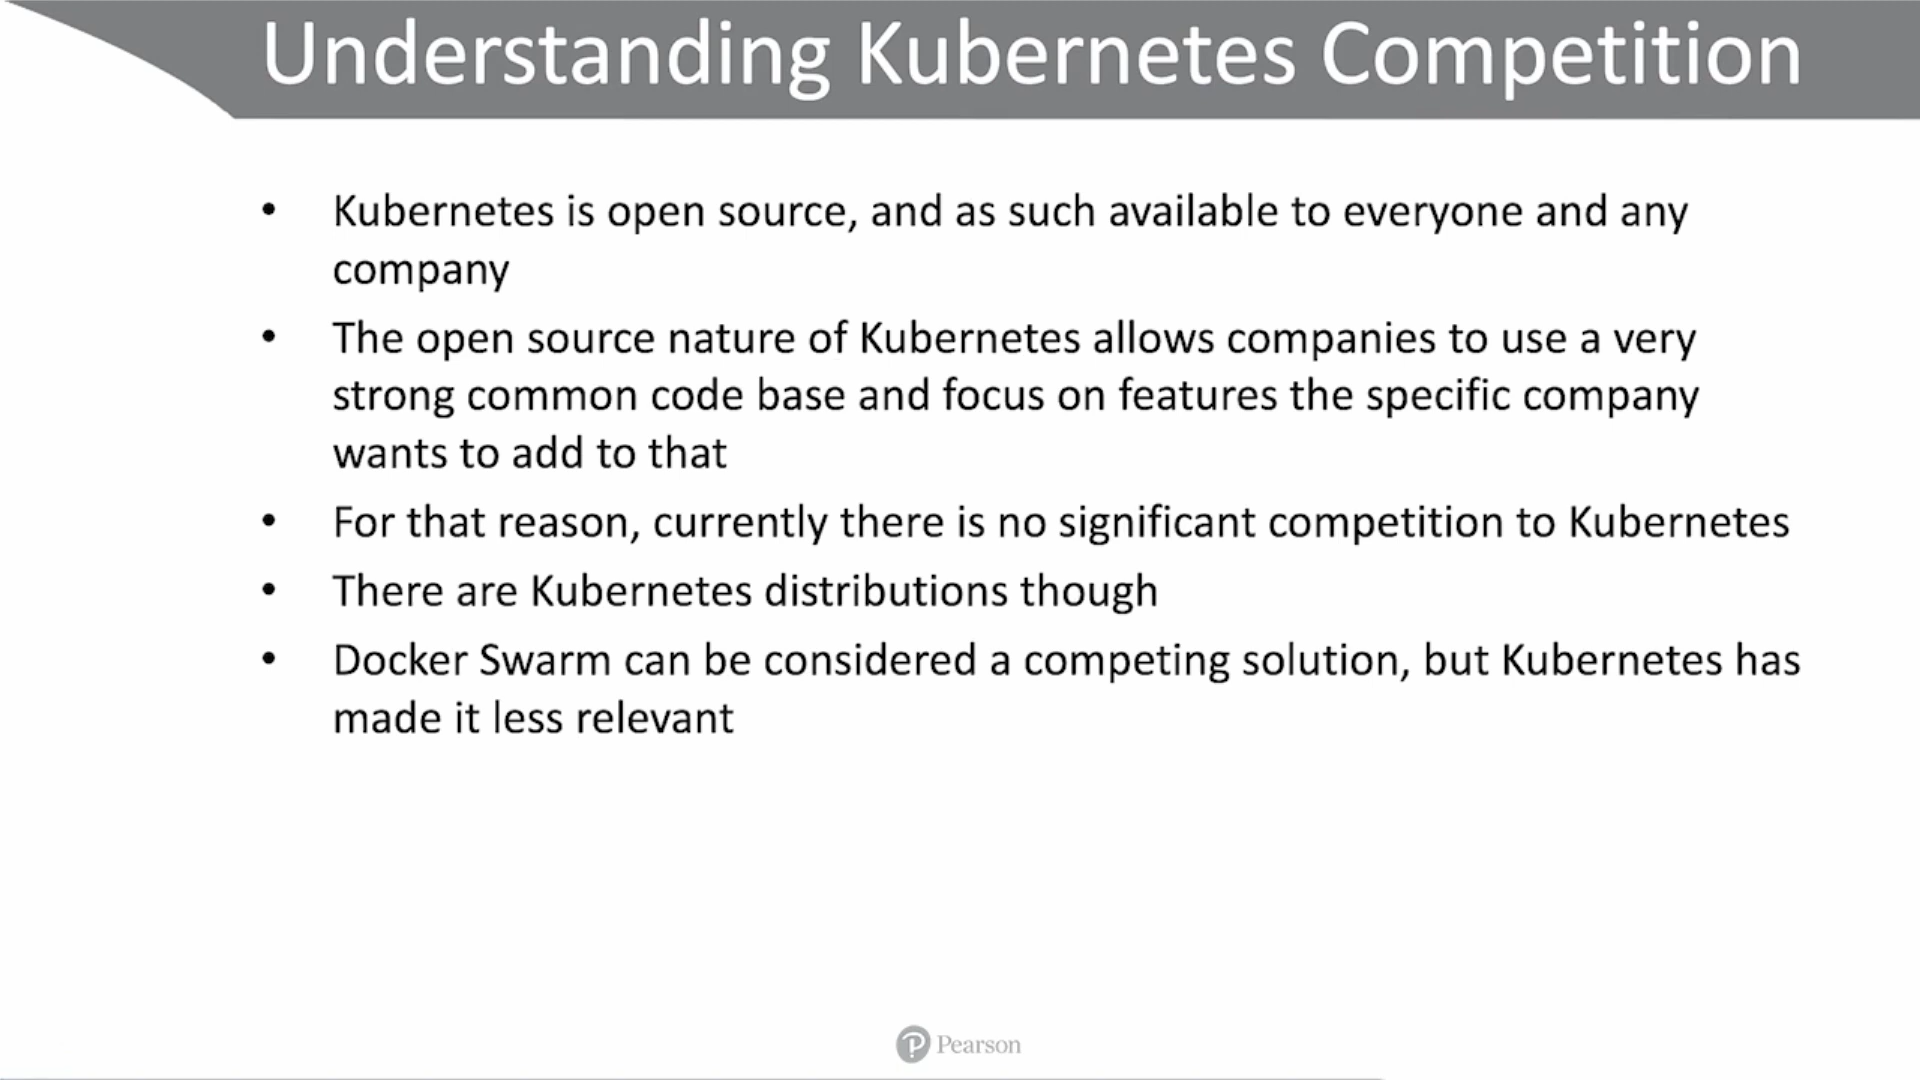 Understanding Kubernetes Competition
• Kubernetes is open source, and as such available to everyone and any
company
• The open source nature of Kubernetes allows companies to use a very
strong common code base and focus on features the specific company
wants to add to that
• For that reason, currently there is no significant competition to Kubernetes
• There are Kubernetes distributions though
• Docker Swarm can be considered a competing solution, but Kubernetes has
made it less relevant
Pearson